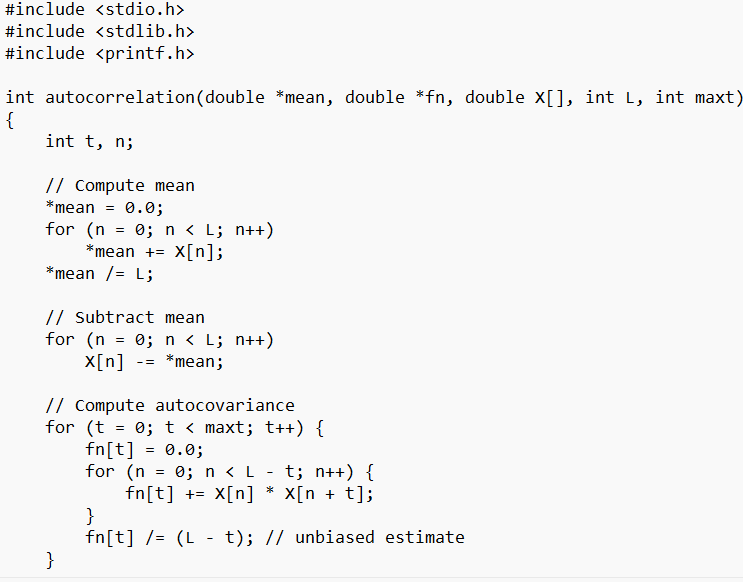 #include <stdio.h>
#include <stdlib.h>
#include <printf.h>

int autocorrelation(double *mean, double *fn, double X[], int L, int maxt)
{
    int t, n;

    // Compute mean
    *mean = 0.0;
    for (n = 0; n < L; n++)
        *mean += X[n];
    *mean /= L;

    // Subtract mean
    for (n = 0; n < L; n++)
        X[n] -= *mean;

    // Compute autocovariance
    for (t = 0; t < maxt; t++) {
        fn[t] = 0.0;
        for (n = 0; n < L - t; n++) {
            fn[t] += X[n] * X[n + t];
        }
        fn[t] /= (L - t); // unbiased estimate
    }